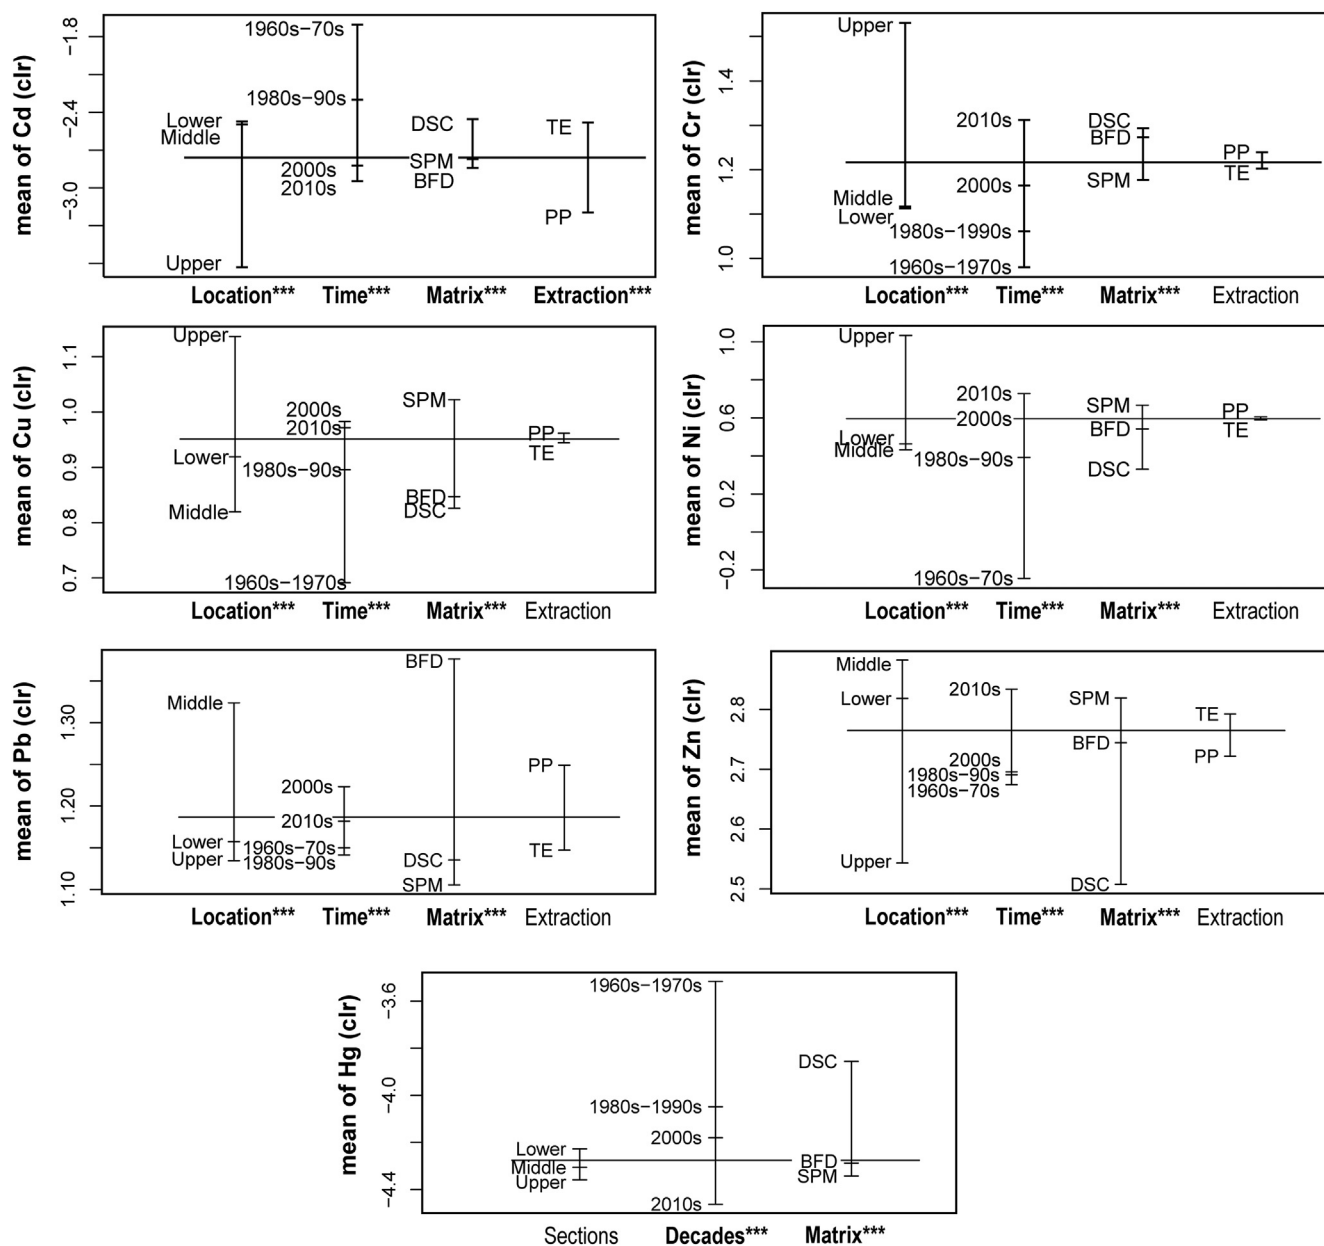 mean of Cd (clr)
−1.8
−2.4
−3.0
1960s−70s
1980s−90s
Lower
Middle
DSC
TE
2000s
SPM
2010s
BFD
PP
Upper
Location*** Time*** Matrix*** Extraction***
mean of Cr (clr)
1.4
1.2
1.0
Upper
2010s
DSC
BFD
PP
TE
2000s
SPM
Middle
Lower
1980s−1990s
1960s−1970s
Location*** Time*** Matrix*** Extraction
mean of Cu (clr)
1.1
1.0
0.9
0.8
0.7
Upper
2000s
SPM
2010s
PP
TE
Lower
1980s−90s
BFD
Middle
DSC
1960s−1970s
Location*** Time*** Matrix*** Extraction
mean of Ni (clr)
1.0
0.6
0.2
−0.2
Upper
2010s
SPM
2000s
PP
BFD
TE
Lower
Middle
1980s−90s
DSC
1960s−70s
Location*** Time*** Matrix*** Extraction
mean of Pb (clr)
1.30
1.20
1.10
BFD
Middle
PP
2000s
2010s
Lower
1960s−70s
TE
Upper
1980s−90s
DSC
SPM
Location*** Time*** Matrix*** Extraction
mean of Zn (clr)
2.8
2.7
2.6
2.5
Middle
2010s
Lower
SPM
TE
BFD
PP
2000s
1980s−90s
1960s−70s
Upper
DSC
Location*** Time*** Matrix*** Extraction
mean of Hg (clr)
−3.6
−4.0
−4.4
1960s−1970s
DSC
1980s−1990s
2000s
Lower
Middle
BFD
Upper
SPM
2010s
Sections Decades*** Matrix***